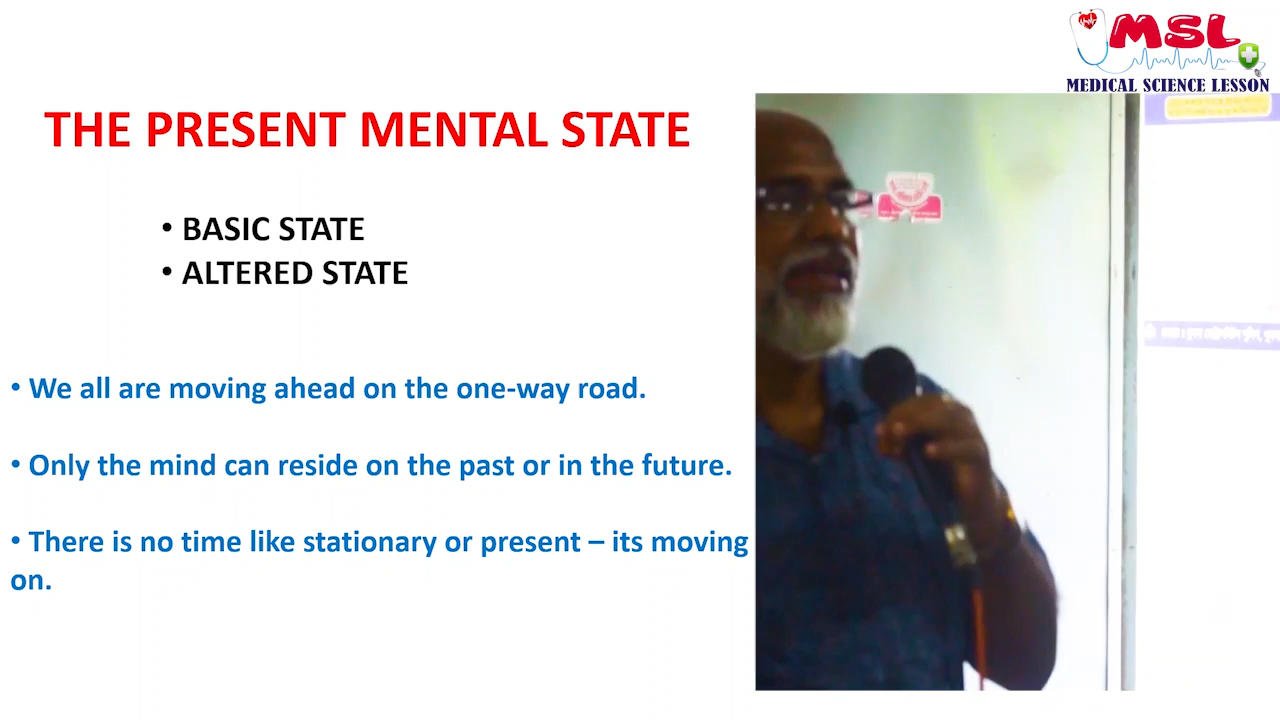 MSL
MEDICAL SCIENCE LESSON
THE PRESENT MENTAL STATE
• BASIC STATE
• ALTERED STATE
• We all are moving ahead on the one-way road.
• Only the mind can reside on the past or in the future.
• There is no time like stationary or present – its moving
on.